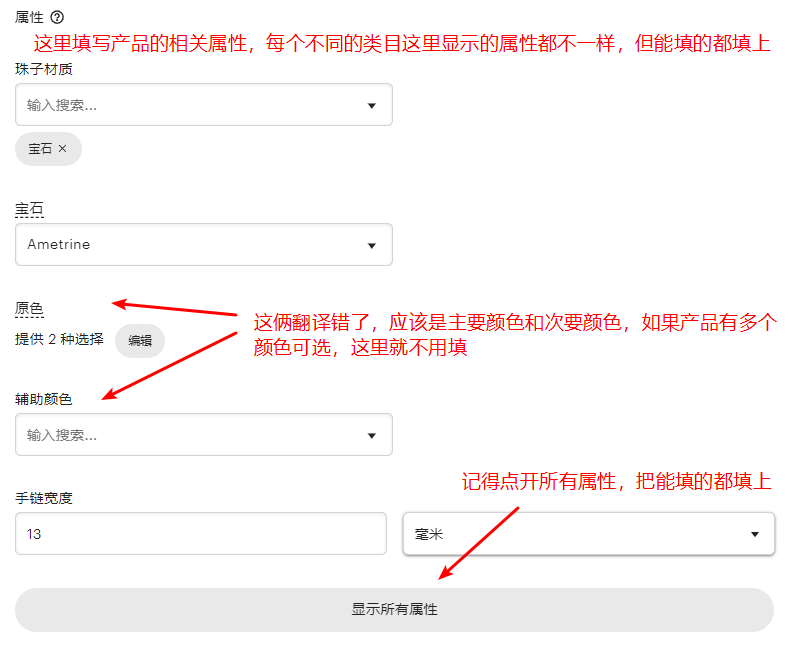 属性 ?
这里填写产品的相关属性，每个不同的类目这里显示的属性都不一样，但能填的都填上
珠子材质
输入搜索...
宝石 ×
宝石
Ametrine
原色
提供 2 种选择 编辑
这俩翻译错了，应该是主要颜色和次要颜色，如果产品有多个
颜色可选，这里就不用填
辅助颜色
输入搜索...
记得点开所有属性，把能填的都填上
手链宽度
13 毫米
显示所有属性